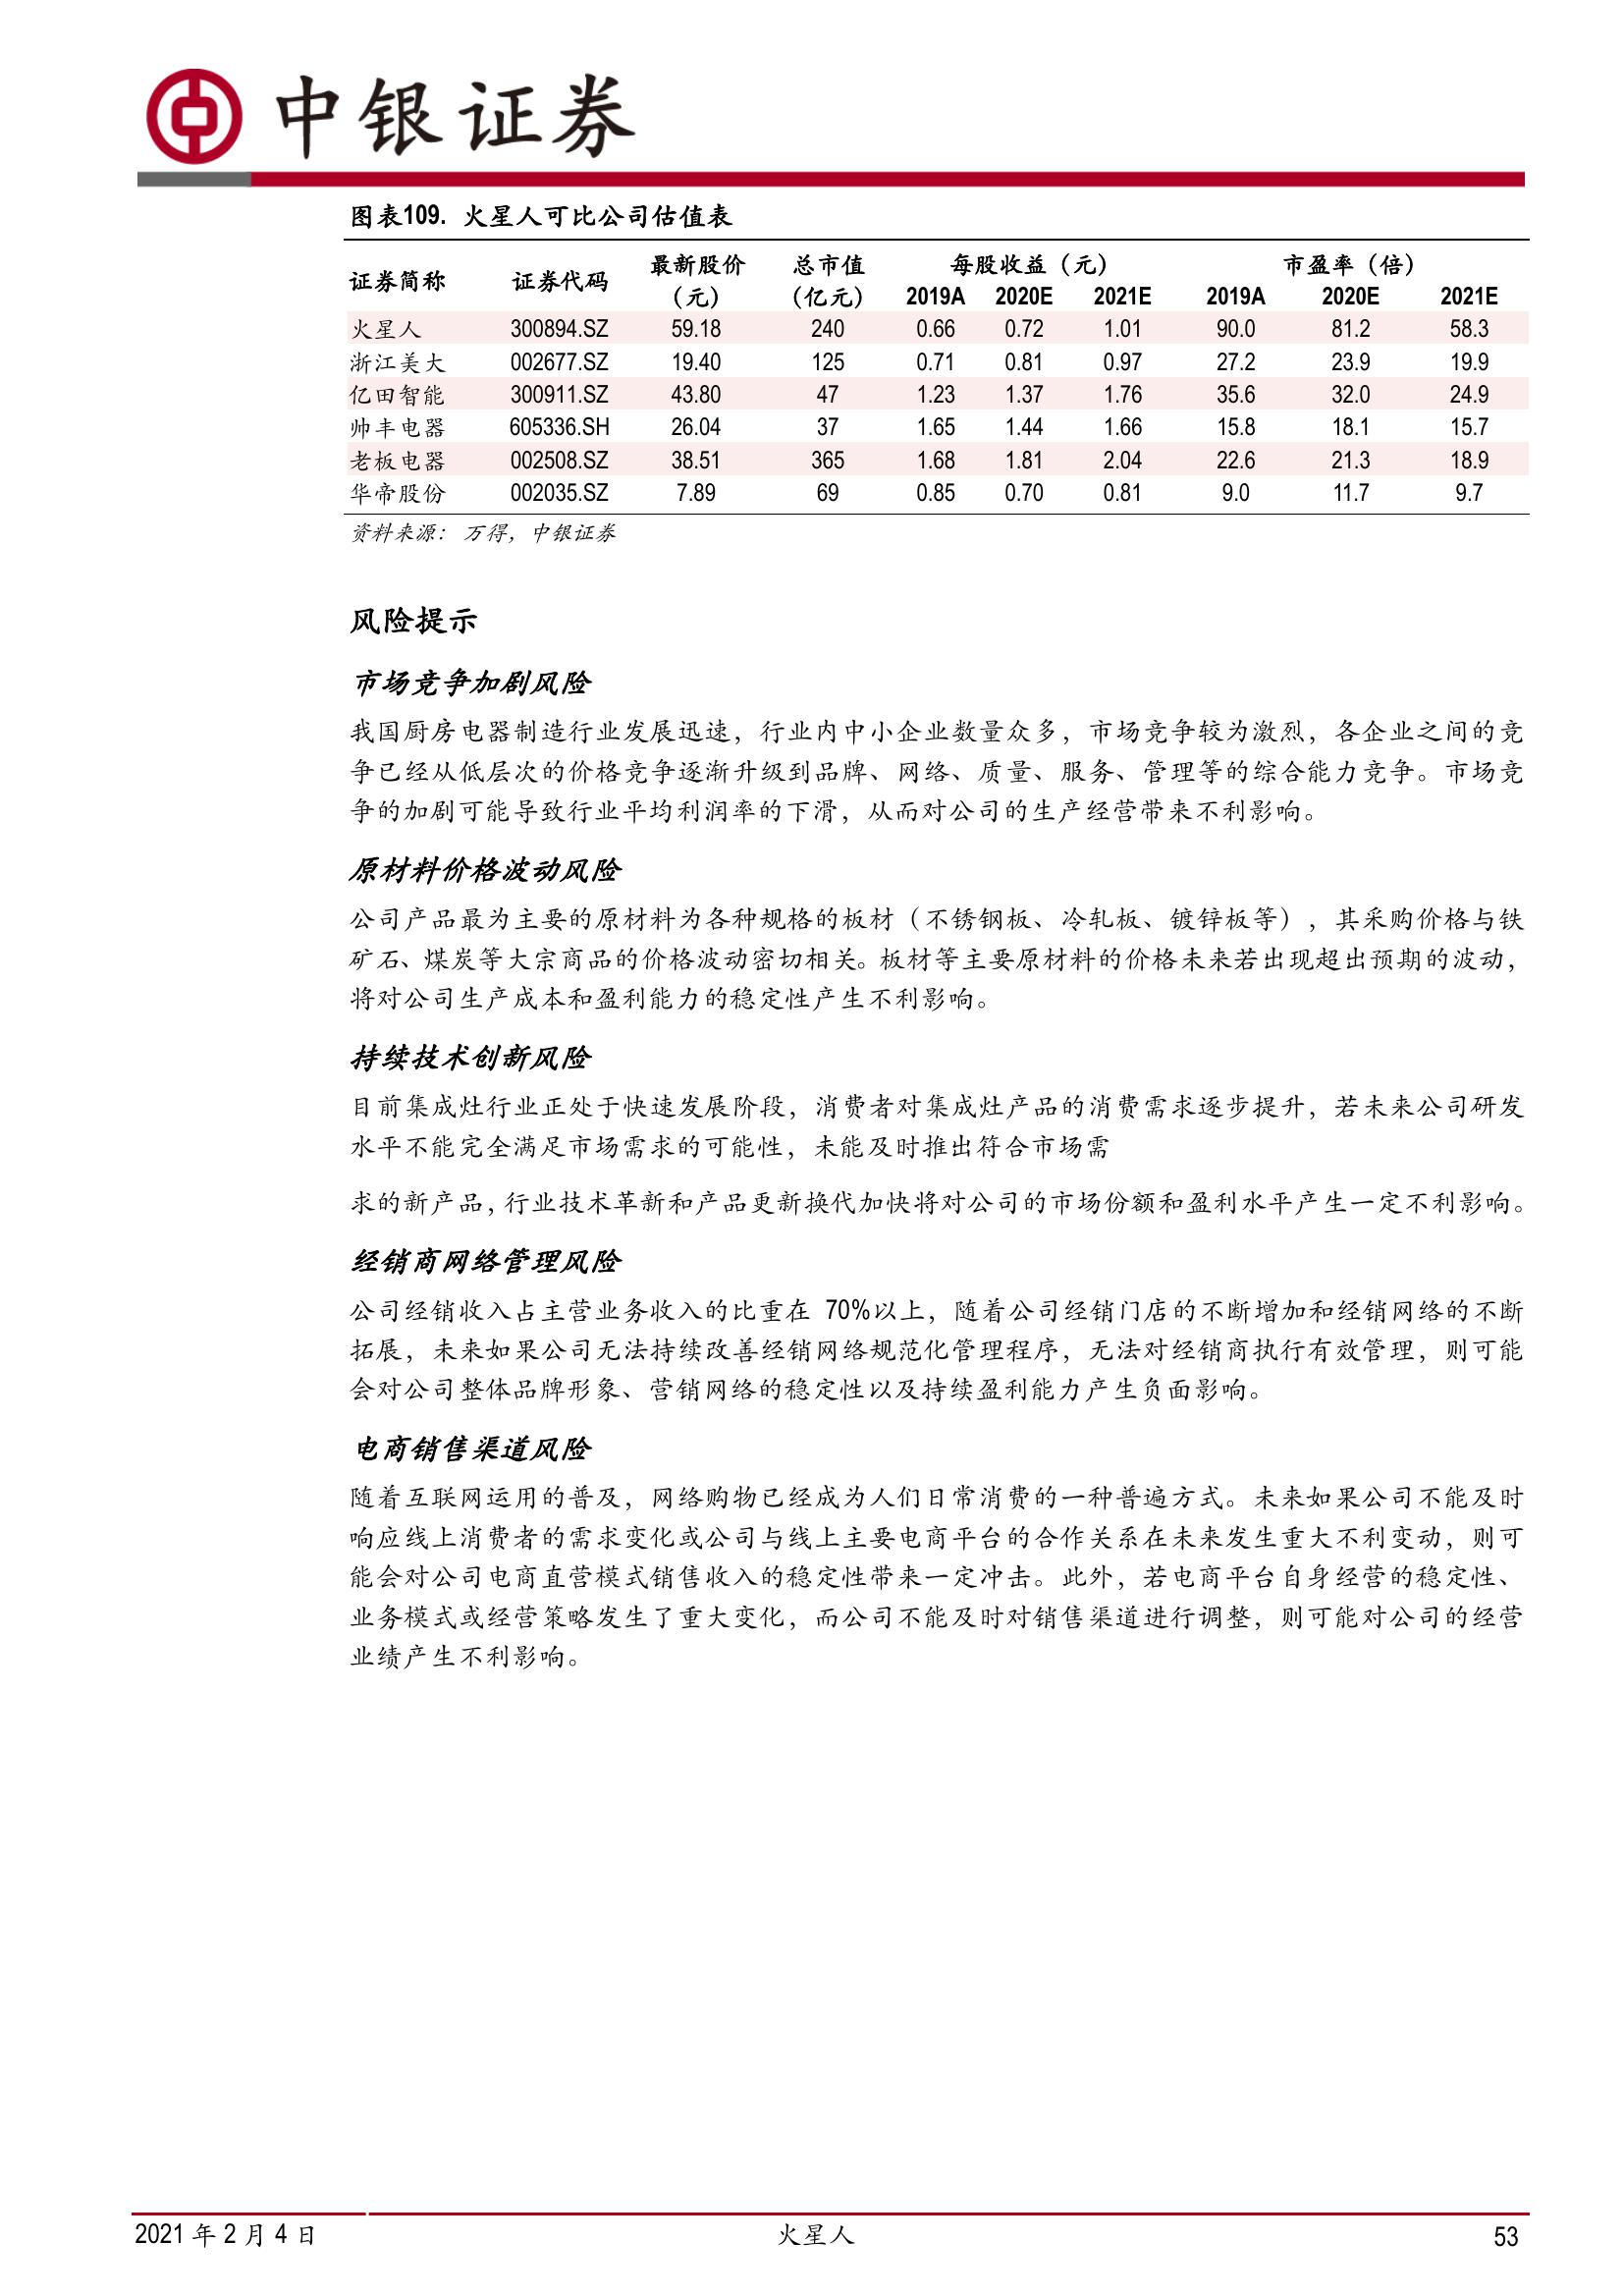 中银证券
图表109. 火星人可比公司估值表
证券简称 证券代码 最新股价（元） 总市值（亿元） 每股收益（元） 市盈率（倍）
2019A 2020E 2021E 2019A 2020E 2021E
火星人 300894.SZ 59.18 240 0.66 0.72 1.01 90.0 81.2 58.3
浙江美大 002677.SZ 19.40 125 0.71 0.81 0.97 27.2 23.9 19.9
亿田智能 300911.SZ 43.80 47 1.23 1.37 1.76 35.6 32.0 24.9
帅丰电器 605336.SH 26.04 37 1.65 1.44 1.66 15.8 18.1 15.7
老板电器 002508.SZ 38.51 365 1.68 1.81 2.04 22.6 21.3 18.9
华帝股份 002035.SZ 7.89 69 0.85 0.70 0.81 9.0 11.7 9.7
资料来源：万得，中银证券
风险提示
市场竞争加剧风险
我国厨房电器制造行业发展迅速，行业内中小企业数量众多，市场竞争较为激烈，各企业之间的竞
争已经从低层次的价格竞争逐渐升级到品牌、网络、质量、服务、管理等的综合能力竞争。市场竞
争的加剧可能导致行业平均利润率的下滑，从而对公司的生产经营带来不利影响。
原材料价格波动风险
公司产品最为主要的原材料为各种规格的板材（不锈钢板、冷轧板、镀锌板等），其采购价格与铁
矿石、煤炭等大宗商品的价格波动密切相关。板材等主要原材料的价格未来若出现超出预期的波动，
将对公司生产成本和盈利能力的稳定性产生不利影响。
持续技术创新风险
目前集成灶行业正处于快速发展阶段，消费者对集成灶产品的消费需求逐步提升，若未来公司研发
水平不能完全满足市场需求的可能性，未能及时推出符合市场需
求的新产品，行业技术革新和产品更新换代加快将对公司的市场份额和盈利水平产生一定不利影响。
经销商网络管理风险
公司经销收入占主营业务收入的比重在 70%以上，随着公司经销门店的不断增加和经销网络的不断
拓展，未来如果公司无法持续改善经销网络规范化管理程序，无法对经销商执行有效管理，则可能
会对公司整体品牌形象、营销网络的稳定性以及持续盈利能力产生负面影响。
电商销售渠道风险
随着互联网运用的普及，网络购物已经成为人们日常消费的一种普遍方式。未来如果公司不能及时
响应线上消费者的需求变化或公司与线上主要电商平台的合作关系在未来发生重大不利变动，则可
能会对公司电商直营模式销售收入的稳定性带来一定冲击。此外，若电商平台自身经营的稳定性、
业务模式或经营策略发生了重大变化，而公司不能及时对销售渠道进行调整，则可能对公司的经营
业绩产生不利影响。
2021 年 2 月 4 日 火星人 53